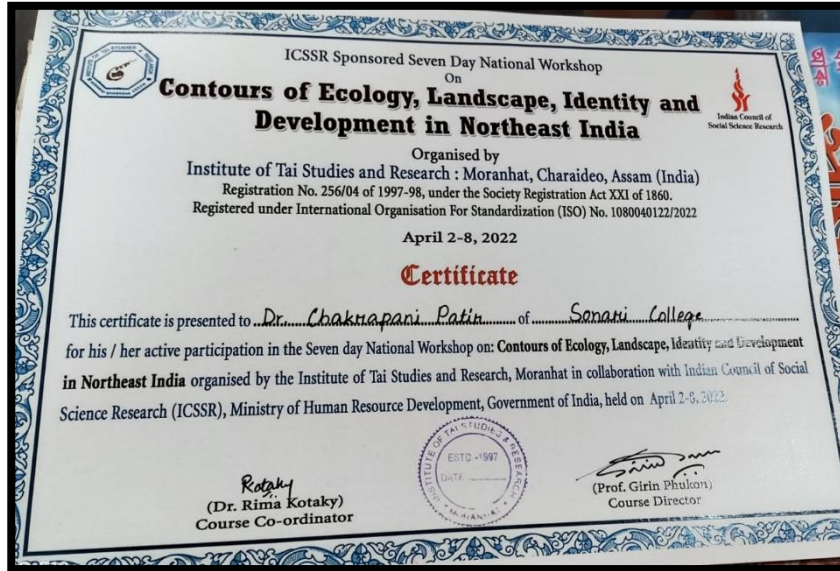 ICSSR Sponsored Seven Day National Workshop
On
Contours of Ecology, Landscape, Identity and
Development in Northeast India
Indian Council of
Social Science Research
Organised by
Institute of Tai Studies and Research : Moranhat, Charaideo, Assam (India)
Registration No. 256/04 of 1997-98, under the Society Registration Act XXI of 1860.
Registered under International Organisation For Standardization (ISO) No. 1080040122/2022
April 2-8, 2022
Certificate
This certificate is presented to Dr. Chakrapani Patir of Sonari College
for his / her active participation in the Seven day National Workshop on: Contours of Ecology, Landscape, Identity and Development
in Northeast India organised by the Institute of Tai Studies and Research, Moranhat in collaboration with Indian Council of Social
Science Research (ICSSR), Ministry of Human Resource Development, Government of India, held on April 2-8, 2022.
INSTITUTE OF TAI STUDIES & RESEARCH
ESTD -1997
DATE
MORANHAT
Rotaky
(Dr. Rima Kotaky)
Course Co-ordinator
(Prof. Girin Phukon)
Course Director